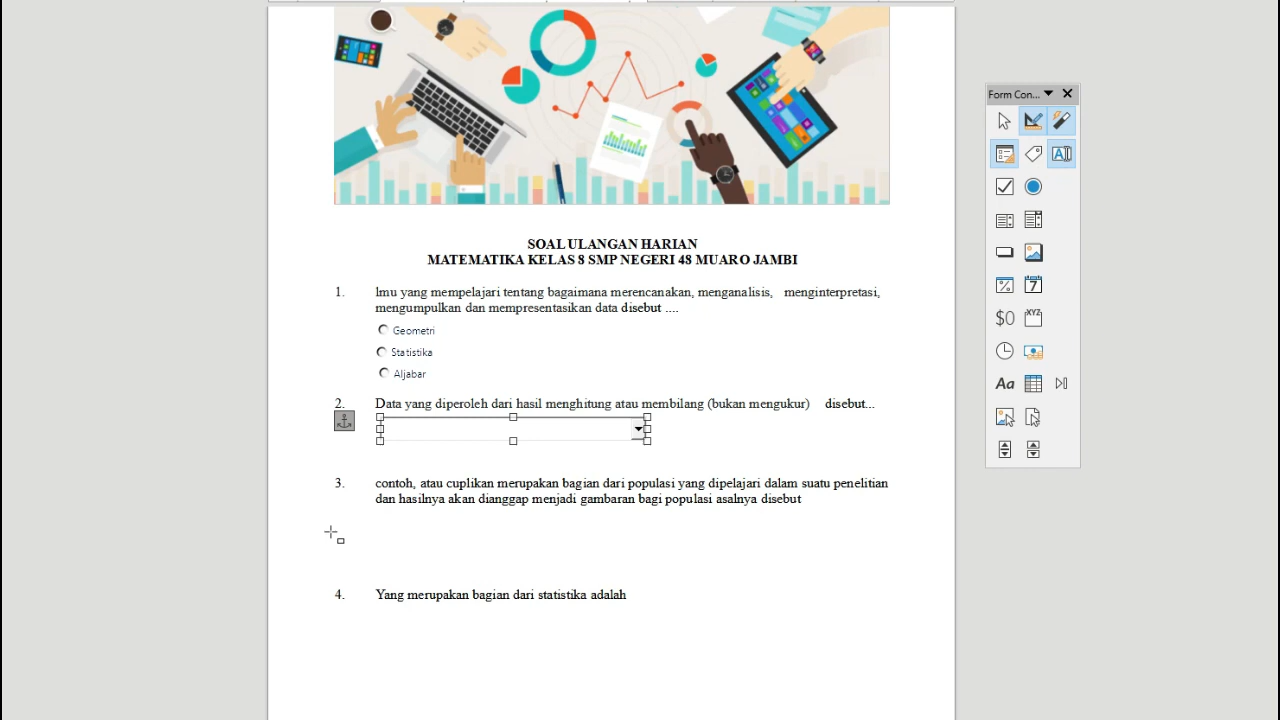 Form Con...
SOAL ULANGAN HARIAN
MATEMATIKA KELAS 8 SMP NEGERI 48 MUARO JAMBI
1. lmu yang mempelajari tentang bagaimana merencanakan, menganalisis, menginterpretasi,
mengumpulkan dan mempresentasikan data disebut ....
Geometri
Statistika
Aljabar
2. Data yang diperoleh dari hasil menghitung atau membilang (bukan mengukur) disebut...
3. contoh, atau cuplikan merupakan bagian dari populasi yang dipelajari dalam suatu penelitian
dan hasilnya akan dianggap menjadi gambaran bagi populasi asalnya disebut
4. Yang merupakan bagian dari statistika adalah
A
%
7
$0
XYZ
Aa